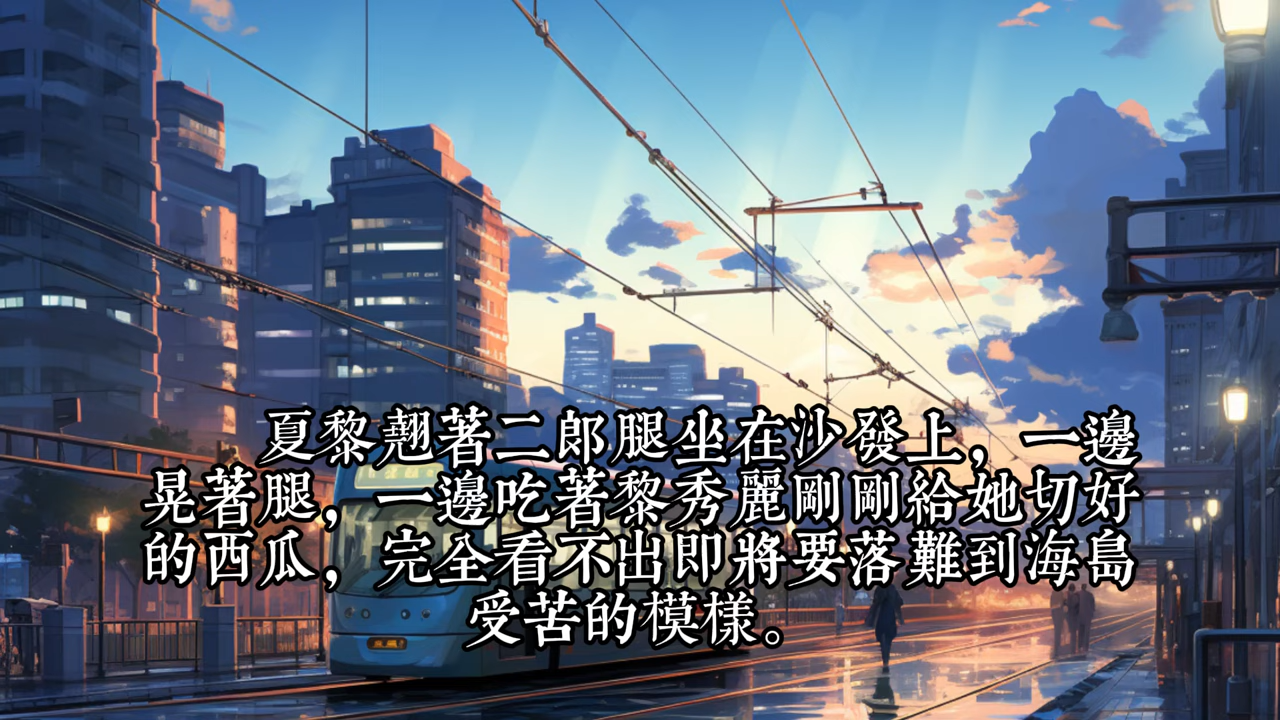 夏黎翹著二郎腿坐在沙發上，一邊
晃著腿，一邊吃著黎秀麗剛剛給她切好
的西瓜，完全看不出即將要落難到海島
受苦的模樣。